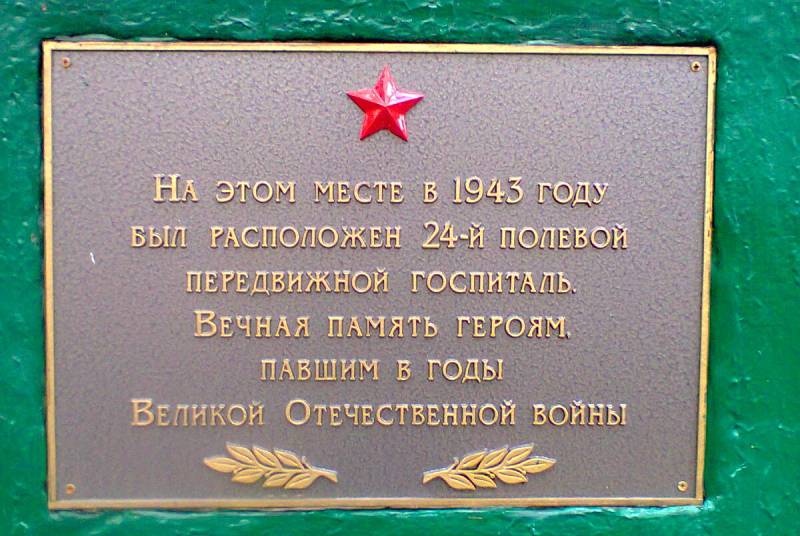 На этом месте в 1943 году
был расположен 24-й полевой
передвижной госпиталь.
Вечная память героям,
павшим в годы
Великой Отечественной войны